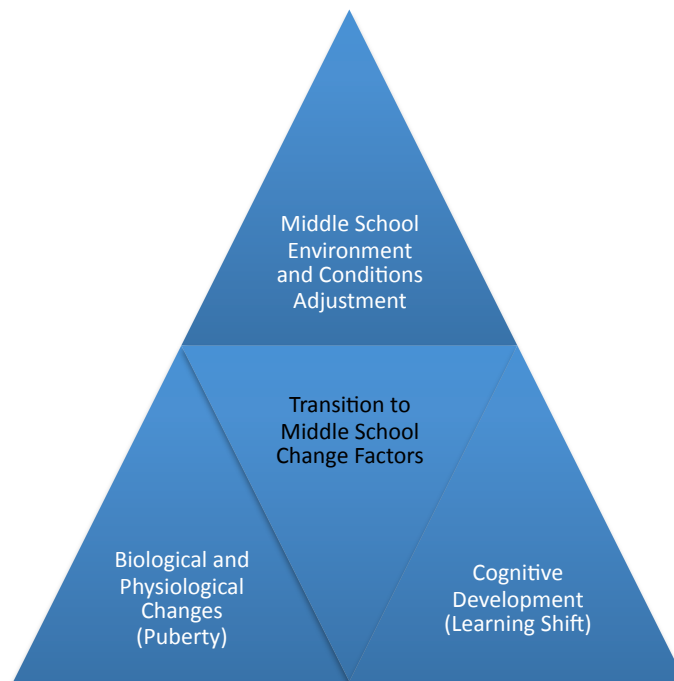 Middle School
Environment
and Conditions
Adjustment
Transition to
Middle School
Change Factors
Biological and
Physiological
Changes
(Puberty)
Cognitive
Development
(Learning Shift)